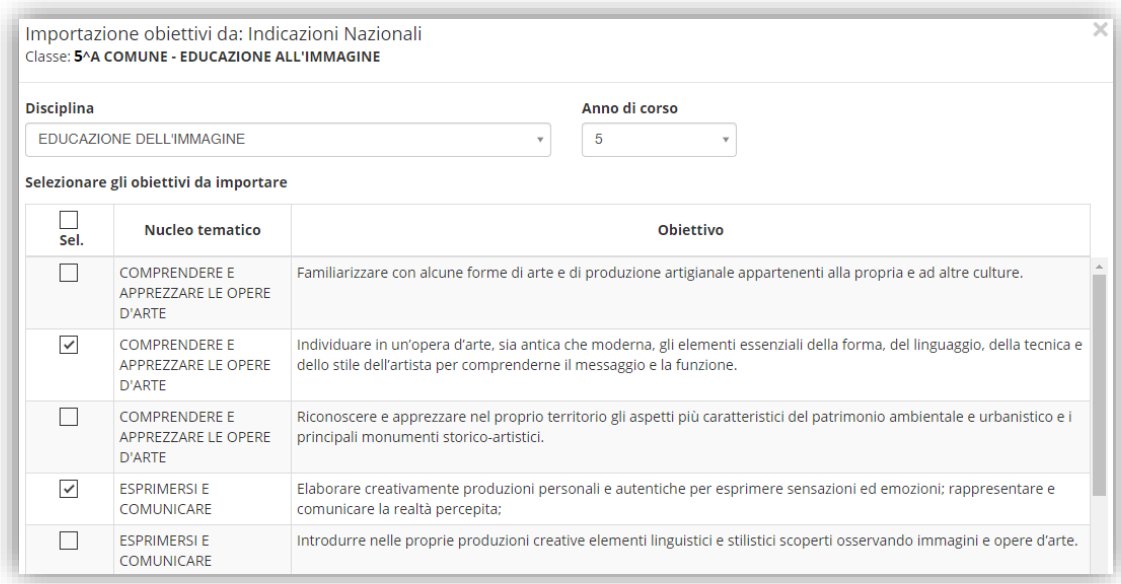 Importazione obiettivi da: Indicazioni Nazionali
Classe: 5^A COMUNE - EDUCAZIONE ALL'IMMAGINE
Disciplina
Anno di corso
EDUCAZIONE DELL'IMMAGINE
5
Selezionare gli obiettivi da importare
Sel.
Nucleo tematico
Obiettivo
COMPRENDERE E
APPREZZARE LE OPERE
D'ARTE
Familiarizzare con alcune forme di arte e di produzione artigianale appartenenti alla propria e ad altre culture.
COMPRENDERE E
APPREZZARE LE OPERE
D'ARTE
Individuare in un’opera d’arte, sia antica che moderna, gli elementi essenziali della forma, del linguaggio, della tecnica e
dello stile dell’artista per comprenderne il messaggio e la funzione.
COMPRENDERE E
APPREZZARE LE OPERE
D'ARTE
Riconoscere e apprezzare nel proprio territorio gli aspetti più caratteristici del patrimonio ambientale e urbanistico e i
principali monumenti storico-artistici.
ESPRIMERSI E
COMUNICARE
Elaborare creativamente produzioni personali e autentiche per esprimere sensazioni ed emozioni; rappresentare e
comunicare la realtà percepita;
ESPRIMERSI E
COMUNICARE
Introdurre nelle proprie produzioni creative elementi linguistici e stilistici scoperti osservando immagini e opere d’arte.